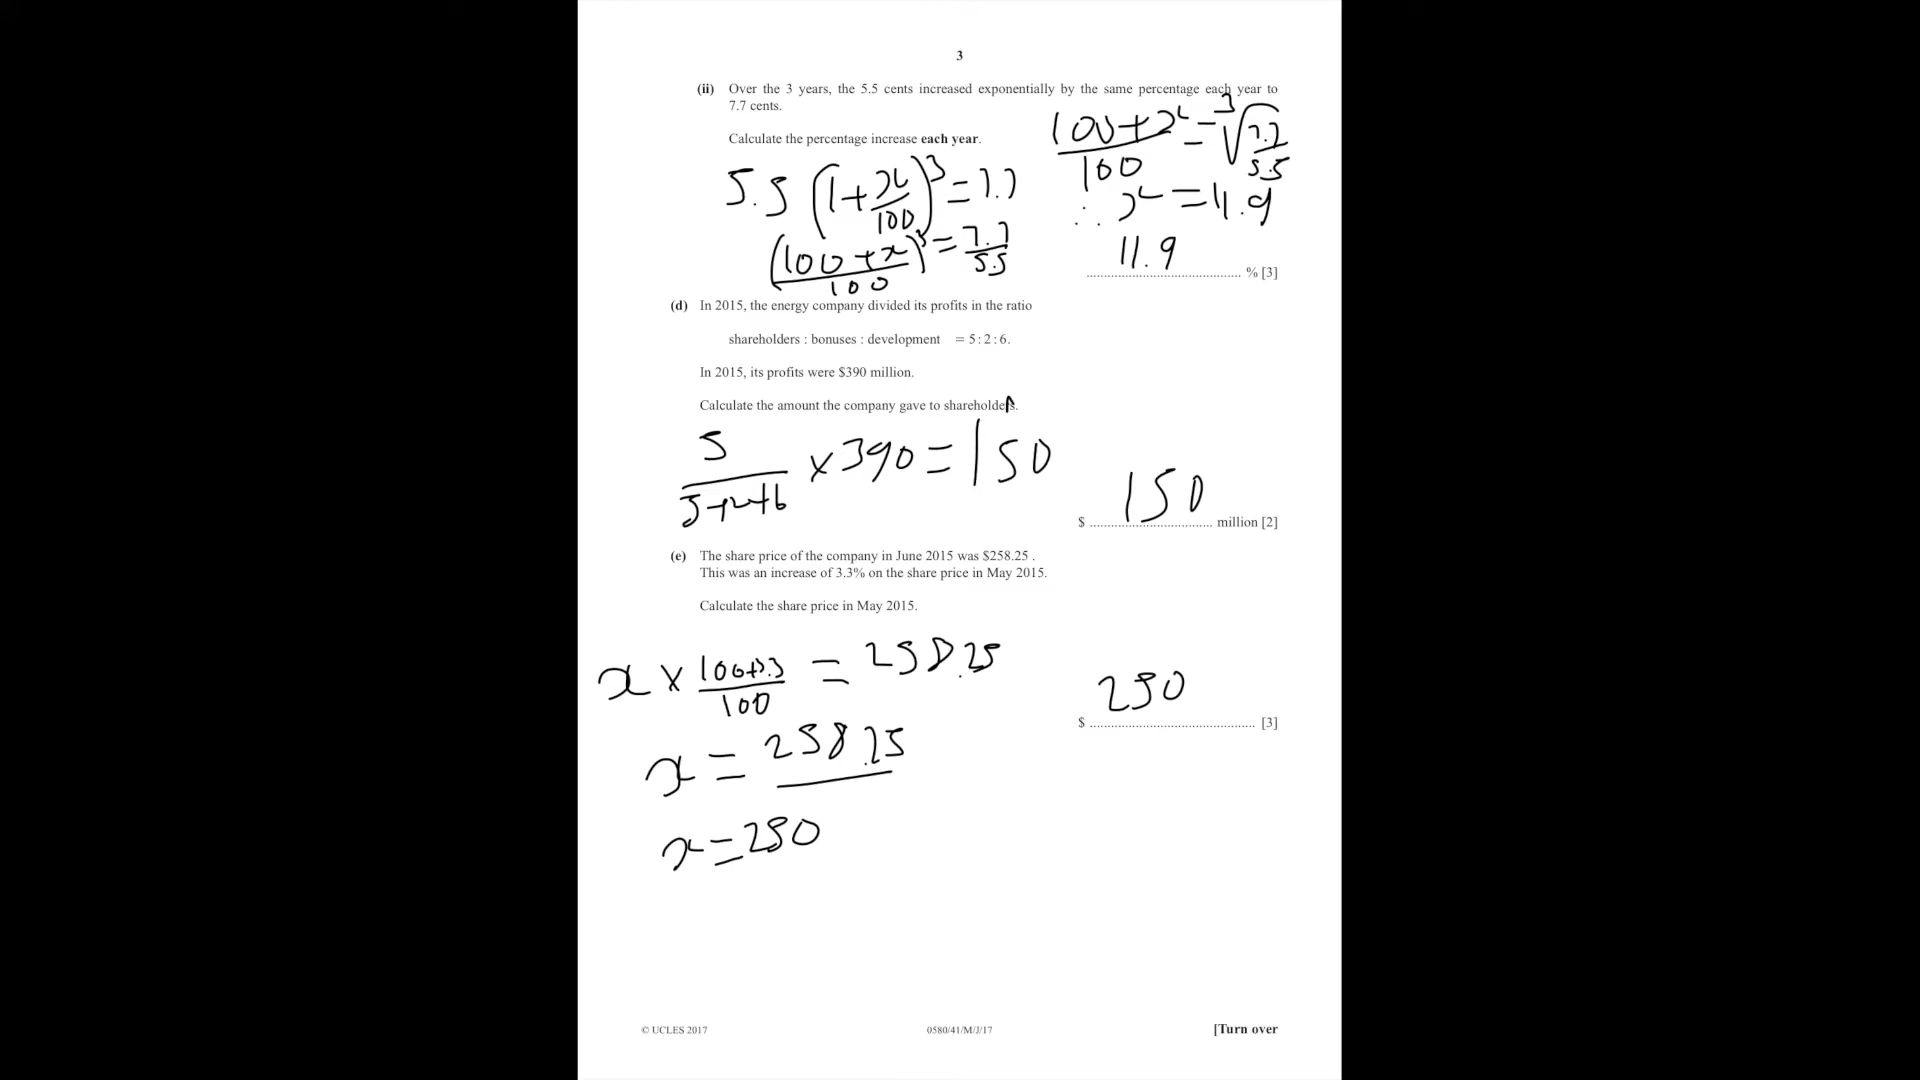 3
(ii) Over the 3 years, the 5.5 cents increased exponentially by the same percentage each year to
7.7 cents.
Calculate the percentage increase each year.
5.5 (1+x/100)^3 = 7.7
((100+x)/100)^3 = 7.7/5.5
(100+x)/100 = ∛(7.7/5.5)
∴ x = 11.9
11.9
% [3]
(d) In 2015, the energy company divided its profits in the ratio
shareholders : bonuses : development = 5 : 2 : 6.
In 2015, its profits were $390 million.
Calculate the amount the company gave to shareholders.
5/(5+2+6) × 390 = 150
150
$ million [2]
(e) The share price of the company in June 2015 was $258.25 .
This was an increase of 3.3% on the share price in May 2015.
Calculate the share price in May 2015.
x × (100+3.3)/100 = 258.25
250
$ [3]
x = 258.25
x = 250
© UCLES 2017
0580/41/M/J/17
[Turn over